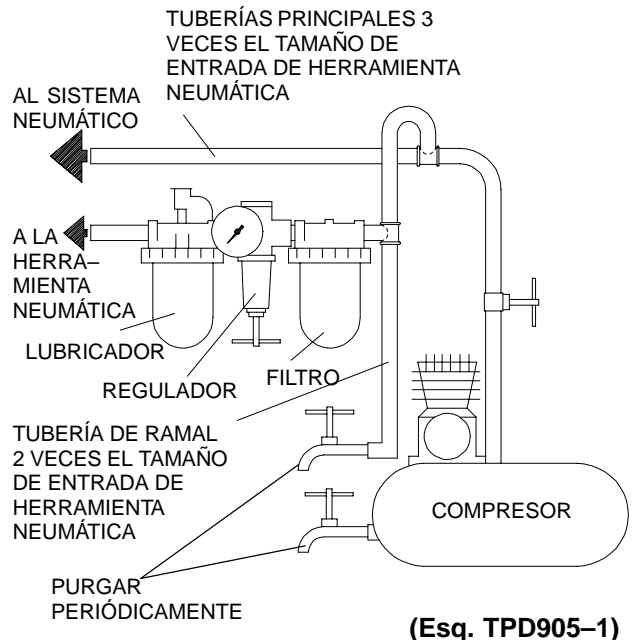 TUBERÍAS PRINCIPALES 3
VECES EL TAMAÑO DE
ENTRADA DE HERRAMIENTA
NEUMÁTICA
AL SISTEMA
NEUMÁTICO
A LA
HERRA–
MIENTA
NEUMÁTICA
LUBRICADOR
REGULADOR
FILTRO
TUBERÍA DE RAMAL
2 VECES EL TAMAÑO
DE ENTRADA DE
HERRAMIENTA
NEUMÁTICA
COMPRESOR
PURGAR
PERIÓDICAMENTE
(Esq. TPD905–1)